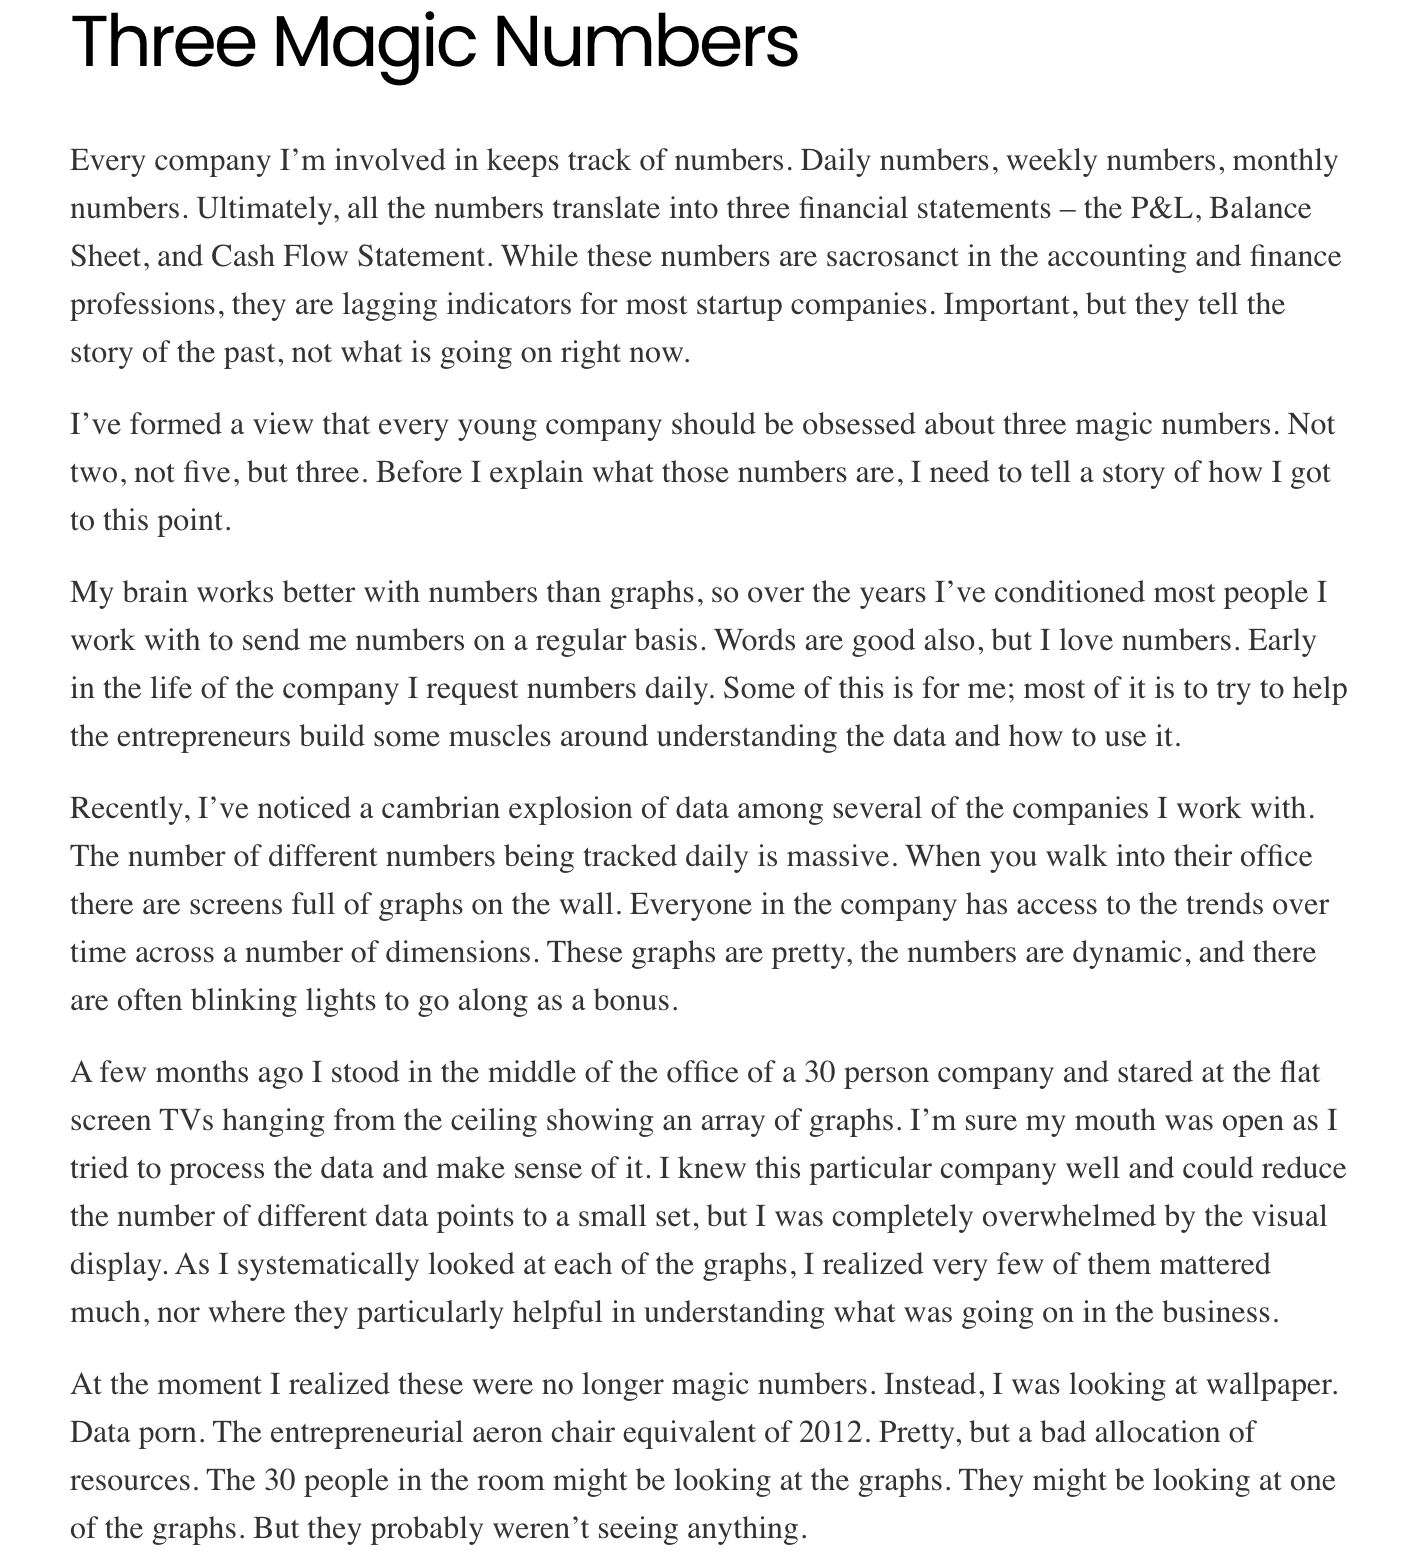 Three Magic Numbers
Every company I’m involved in keeps track of numbers. Daily numbers, weekly numbers, monthly
numbers. Ultimately, all the numbers translate into three financial statements – the P&L, Balance
Sheet, and Cash Flow Statement. While these numbers are sacrosanct in the accounting and finance
professions, they are lagging indicators for most startup companies. Important, but they tell the
story of the past, not what is going on right now.
I’ve formed a view that every young company should be obsessed about three magic numbers. Not
two, not five, but three. Before I explain what those numbers are, I need to tell a story of how I got
to this point.
My brain works better with numbers than graphs, so over the years I’ve conditioned most people I
work with to send me numbers on a regular basis. Words are good also, but I love numbers. Early
in the life of the company I request numbers daily. Some of this is for me; most of it is to try to help
the entrepreneurs build some muscles around understanding the data and how to use it.
Recently, I’ve noticed a cambrian explosion of data among several of the companies I work with.
The number of different numbers being tracked daily is massive. When you walk into their office
there are screens full of graphs on the wall. Everyone in the company has access to the trends over
time across a number of dimensions. These graphs are pretty, the numbers are dynamic, and there
are often blinking lights to go along as a bonus.
A few months ago I stood in the middle of the office of a 30 person company and stared at the flat
screen TVs hanging from the ceiling showing an array of graphs. I’m sure my mouth was open as I
tried to process the data and make sense of it. I knew this particular company well and could reduce
the number of different data points to a small set, but I was completely overwhelmed by the visual
display. As I systematically looked at each of the graphs, I realized very few of them mattered
much, nor where they particularly helpful in understanding what was going on in the business.
At the moment I realized these were no longer magic numbers. Instead, I was looking at wallpaper.
Data porn. The entrepreneurial aeron chair equivalent of 2012. Pretty, but a bad allocation of
resources. The 30 people in the room might be looking at the graphs. They might be looking at one
of the graphs. But they probably weren’t seeing anything.